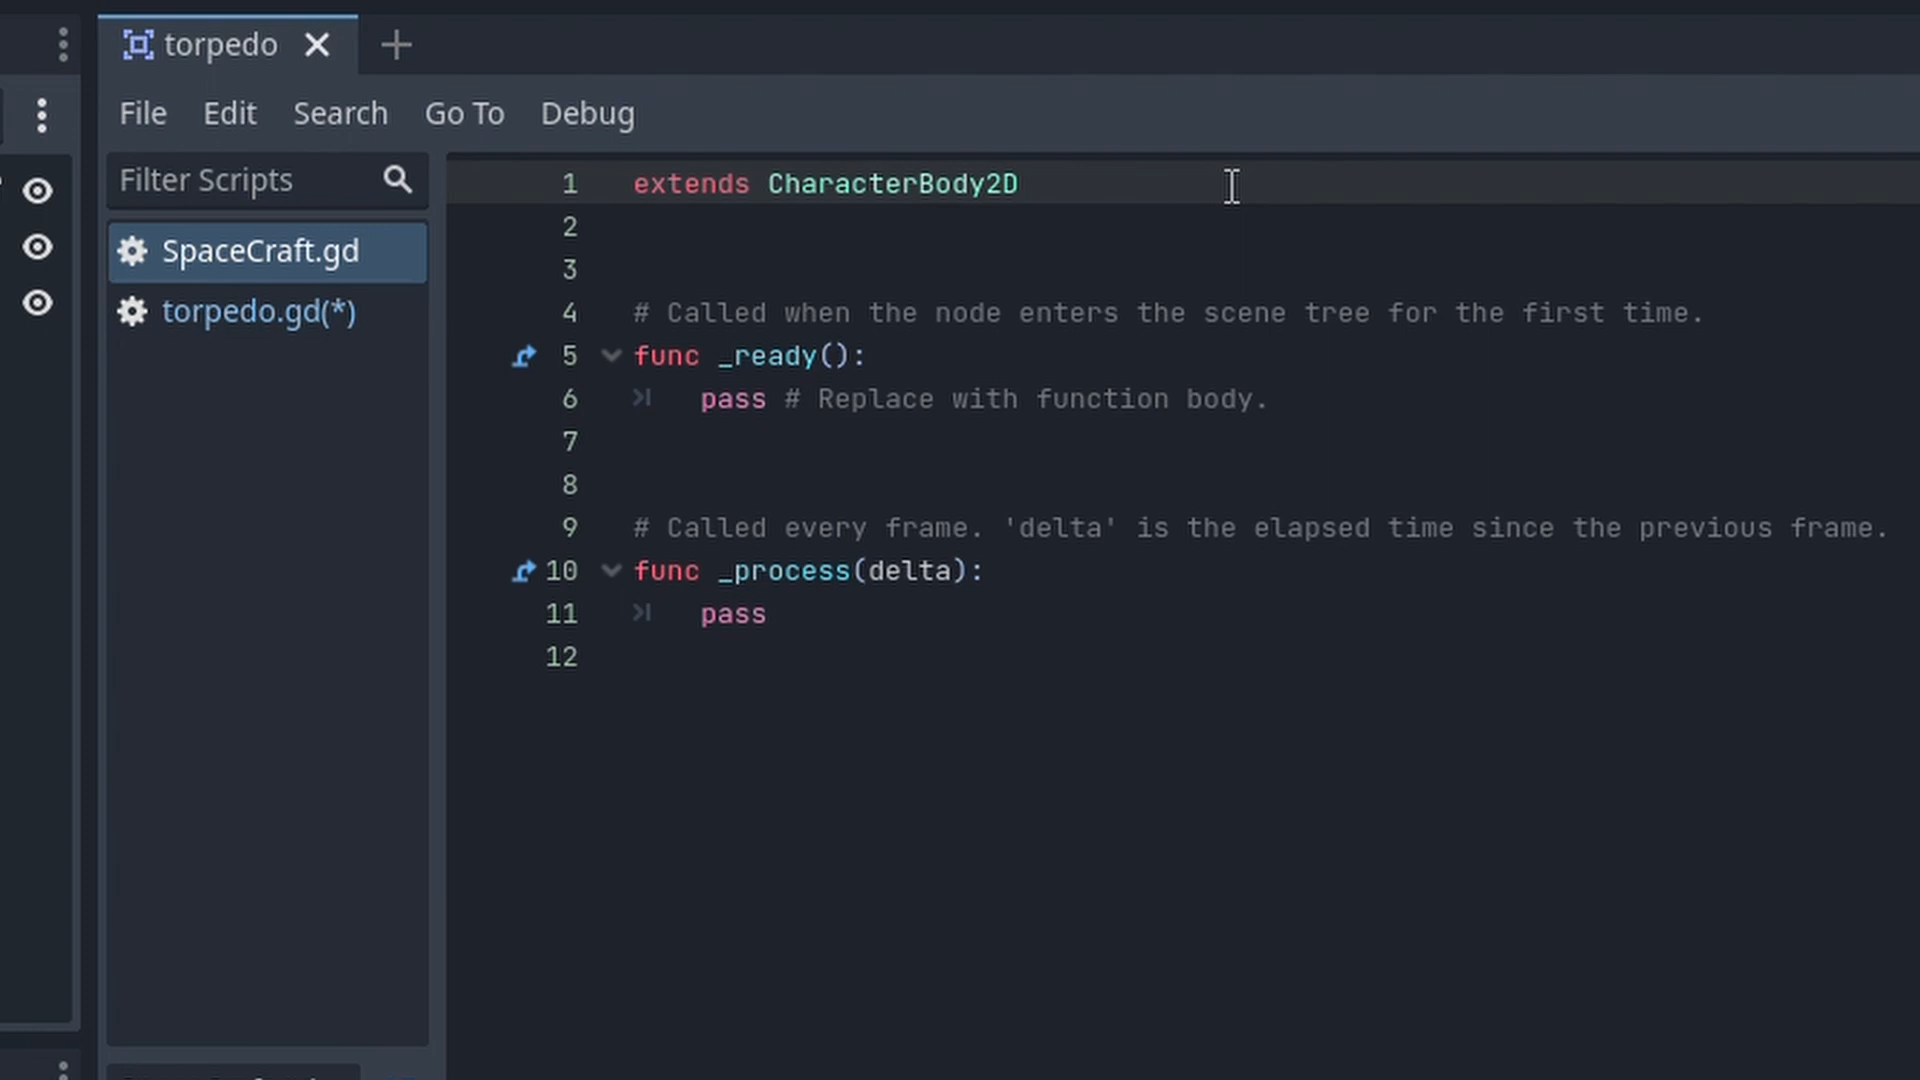 torpedo
File Edit Search Go To Debug
Filter Scripts
SpaceCraft.gd
torpedo.gd(*)
1 extends CharacterBody2D
2
3
4 # Called when the node enters the scene tree for the first time.
5 func _ready():
6 pass # Replace with function body.
7
8
9 # Called every frame. 'delta' is the elapsed time since the previous frame.
10 func _process(delta):
11 pass
12